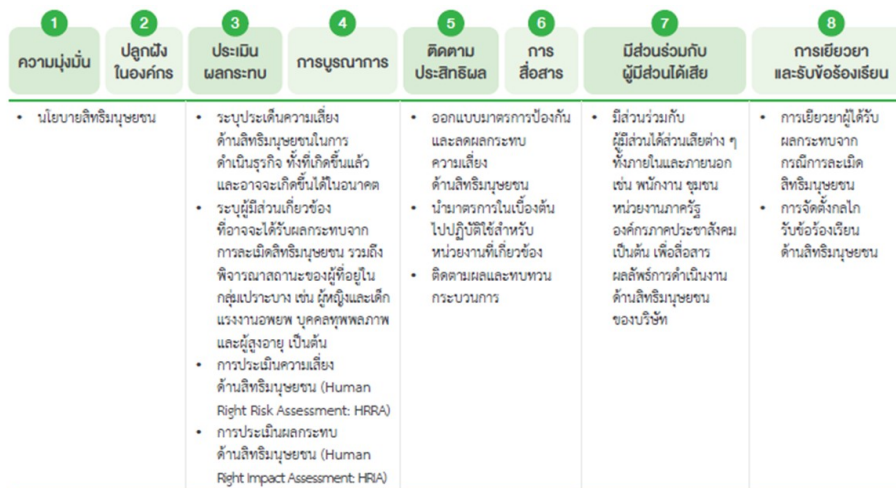 1
ความมุ่งมั่น
2
ปลูกฝัง
ในองค์กร
3
ประเมิน
ผลกระทบ
4
การบูรณาการ
5
ติดตาม
ประสิทธิผล
6
การ
สื่อสาร
7
มีส่วนร่วมกับ
ผู้มีส่วนได้เสีย
8
การเยียวยา
และรับข้อร้องเรียน
• นโยบายสิทธิมนุษยชน
• ระบุประเด็นความเสี่ยง
ด้านสิทธิมนุษยชนในการ
ดำเนินธุรกิจ ทั้งที่เกิดขึ้นแล้ว
และอาจจะเกิดขึ้นได้ในอนาคต
• ระบุผู้มีส่วนเกี่ยวข้อง
ที่อาจจะได้รับผลกระทบจาก
การละเมิดสิทธิมนุษยชน รวมถึง
พิจารณาสถานะของผู้ที่อยู่ใน
กลุ่มเปราะบาง เช่น ผู้หญิงและเด็ก
แรงงานอพยพ บุคคลทุพพลภาพ
และผู้สูงอายุ เป็นต้น
• การประเมินความเสี่ยง
ด้านสิทธิมนุษยชน (Human
Right Risk Assessment: HRRA)
• การประเมินผลกระทบ
ด้านสิทธิมนุษยชน (Human
Right Impact Assessment: HRIA)
• ออกแบบมาตรการป้องกัน
และลดผลกระทบ
ความเสี่ยง
ด้านสิทธิมนุษยชน
• นำมาตรการในเบื้องต้น
ไปปฏิบัติใช้สำหรับ
หน่วยงานที่เกี่ยวข้อง
• ติดตามผลและทบทวน
กระบวนการ
• มีส่วนร่วมกับ
ผู้มีส่วนได้ส่วนเสียต่าง ๆ
ทั้งภายในและภายนอก
เช่น พนักงาน ชุมชน
หน่วยงานภาครัฐ
องค์กรภาคประชาสังคม
เป็นต้น เพื่อสื่อสาร
ผลลัพธ์การดำเนินงาน
ด้านสิทธิมนุษยชน
ของบริษัท
• การเยียวยาผู้ได้รับ
ผลกระทบจาก
กรณีการละเมิด
สิทธิมนุษยชน
• การจัดตั้งกลไก
รับข้อร้องเรียน
ด้านสิทธิมนุษยชน